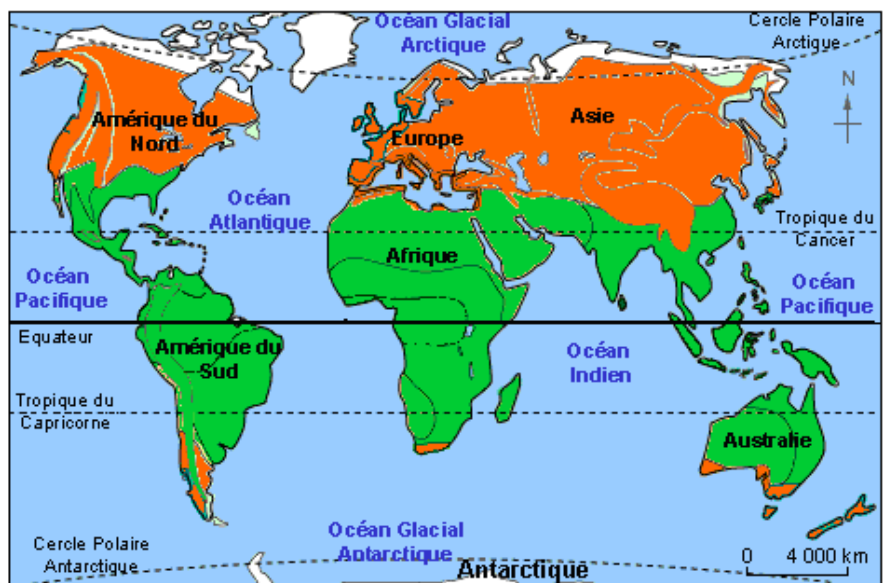 Océan Glacial
Arctique
Cercle Polaire
Arctique
N
Amérique du
Nord
Europe
Asie
Océan
Atlantique
Tropique du
Cancer
Afrique
Océan
Pacifique
Océan
Pacifique
Equateur
Amérique du
Sud
Océan
Indien
Tropique du
Capricorne
Australie
Océan Glacial
Antarctique
Cercle Polaire
Antarctique
Antarctique
0 4 000 km